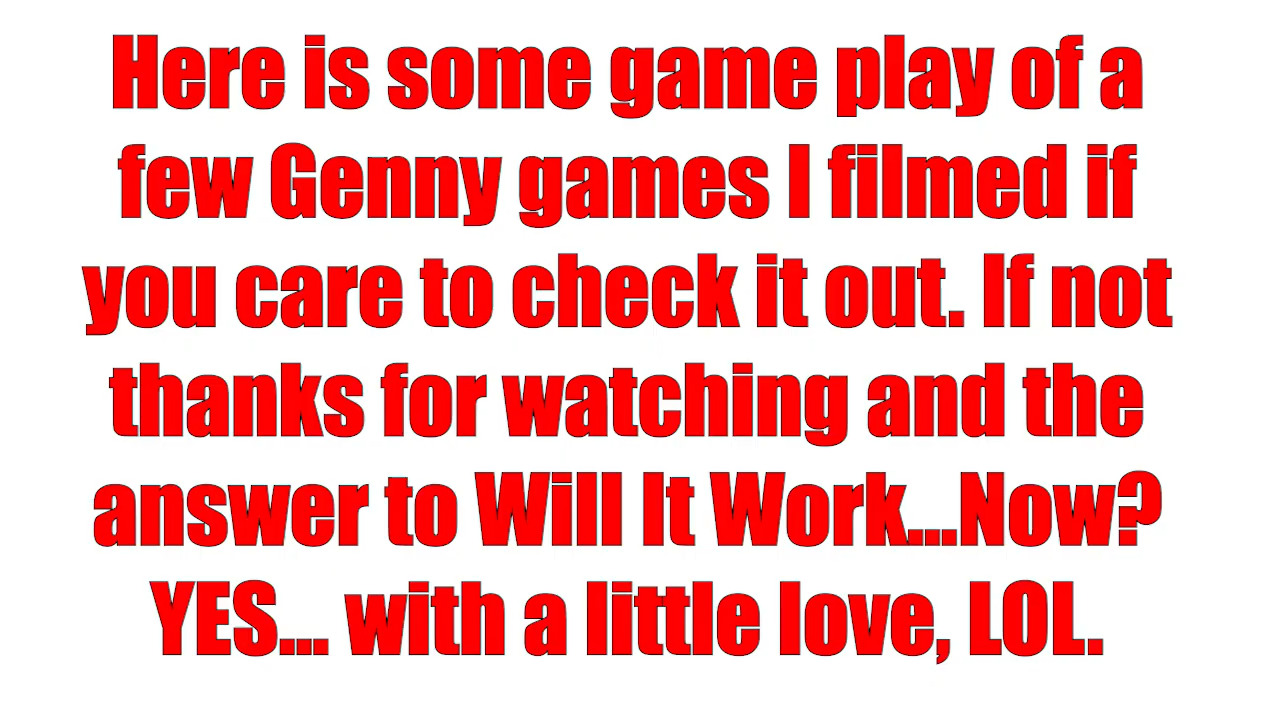 Here is some game play of a
few Genny games I filmed if
you care to check it out. If not
thanks for watching and the
answer to Will It Work...Now?
YES... with a little love, LOL.